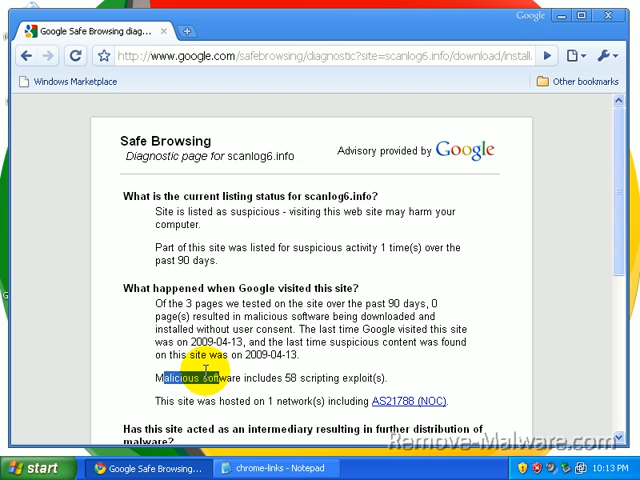 Google
Google Safe Browsing diag...
http://www.google.com/safebrowsing/diagnostic?site=scanlog6.info/download/install.
Windows Marketplace
Other bookmarks
Safe Browsing
Diagnostic page for scanlog6.info
Advisory provided by Google
What is the current listing status for scanlog6.info?
Site is listed as suspicious - visiting this web site may harm your
computer.
Part of this site was listed for suspicious activity 1 time(s) over the
past 90 days.
What happened when Google visited this site?
Of the 3 pages we tested on the site over the past 90 days, 0
page(s) resulted in malicious software being downloaded and
installed without user consent. The last time Google visited this site
was on 2009-04-13, and the last time suspicious content was found
on this site was on 2009-04-13.
Malicious software includes 58 scripting exploit(s).
This site was hosted on 1 network(s) including AS21788 (NOC).
Has this site acted as an intermediary resulting in further distribution of
malware?
Remove-Malware.com
start
Google Safe Browsing...
chrome-links - Notepad
10:13 PM